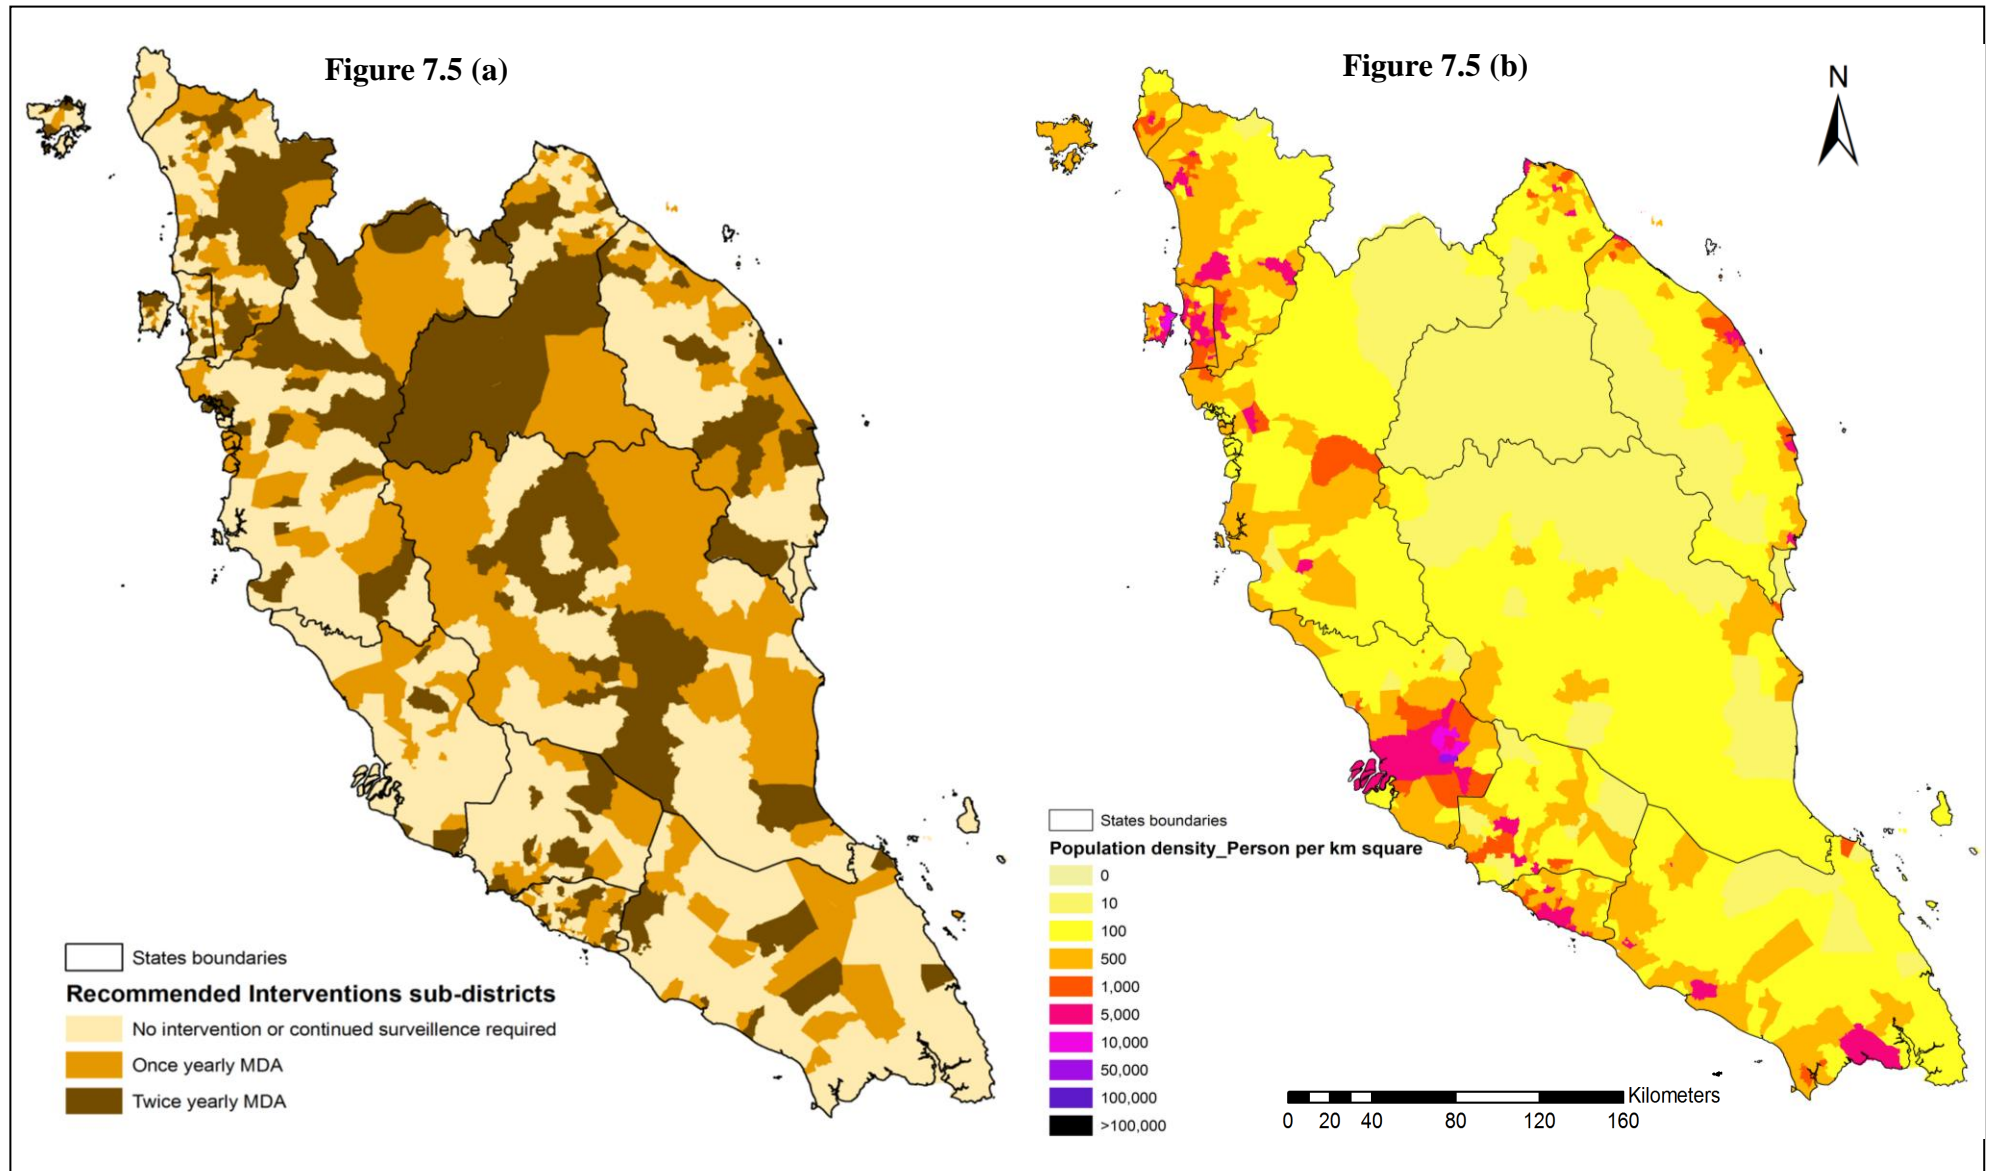 Figure 7.5 (a)
Figure 7.5 (b)
N
States boundaries
Recommended Interventions sub-districts
No intervention or continued surveillence required
Once yearly MDA
Twice yearly MDA
States boundaries
Population density_Person per km square
0
10
100
500
1,000
5,000
10,000
50,000
100,000
>100,000
Kilometers
0 20 40 80 120 160